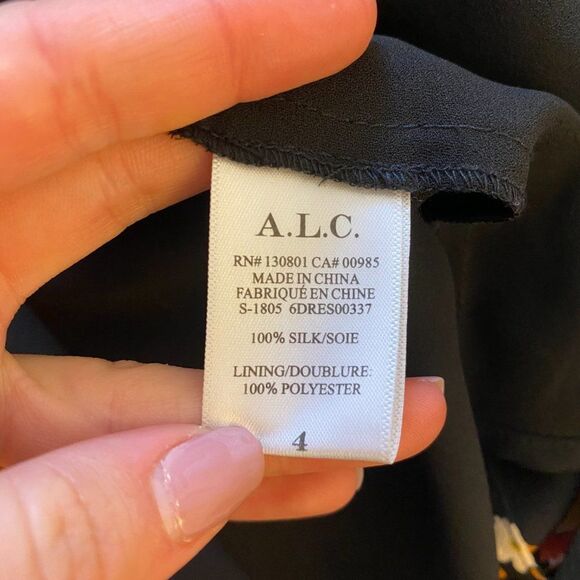 A.L.C.
RN# 130801 CA# 00985
MADE IN CHINA
FABRIQUÉ EN CHINE
S-1805 6DRES00337
100% SILK/SOIE
LINING/DOUBLURE:
100% POLYESTER
4